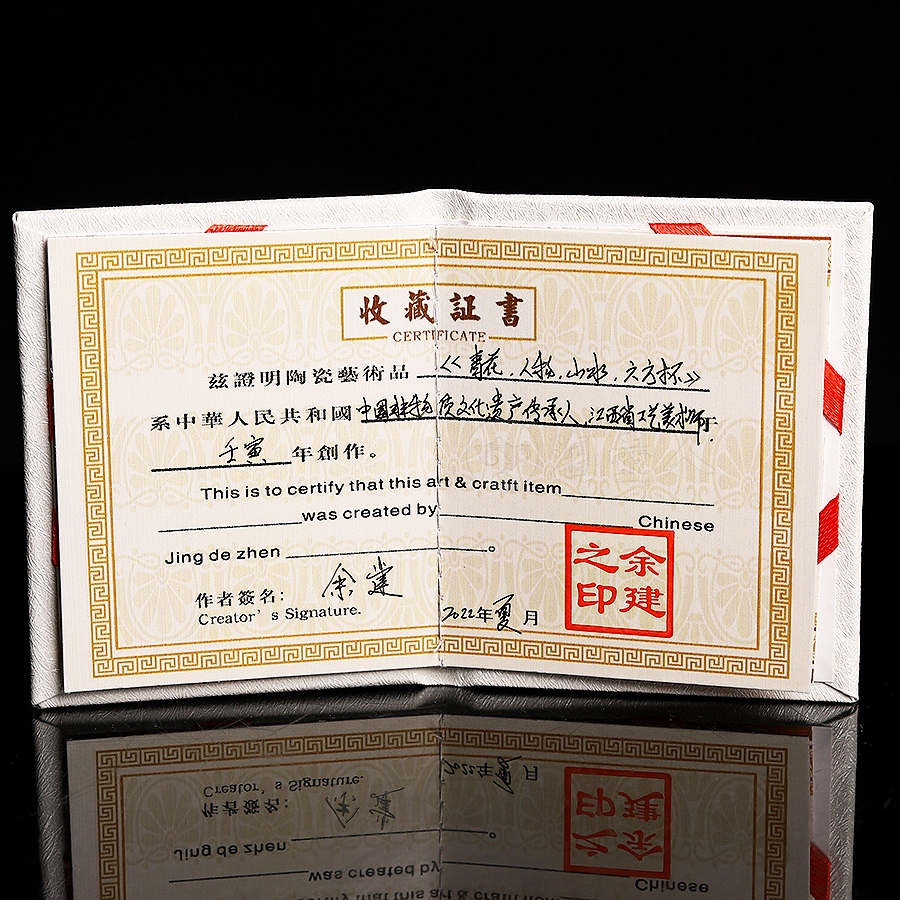 收藏証書
CERTIFICATE
兹證明陶瓷藝術品《青花.人物.山水.六方杯》
系中華人民共和國中國非物质文化遗产传承人、江西省工艺美术师于
壬寅年創作。
This is to certify that this art & cratft item
was created by Chinese
Jing de zhen 。
作者簽名: 余建
Creator’s Signature.
2022年夏月
余建
之印